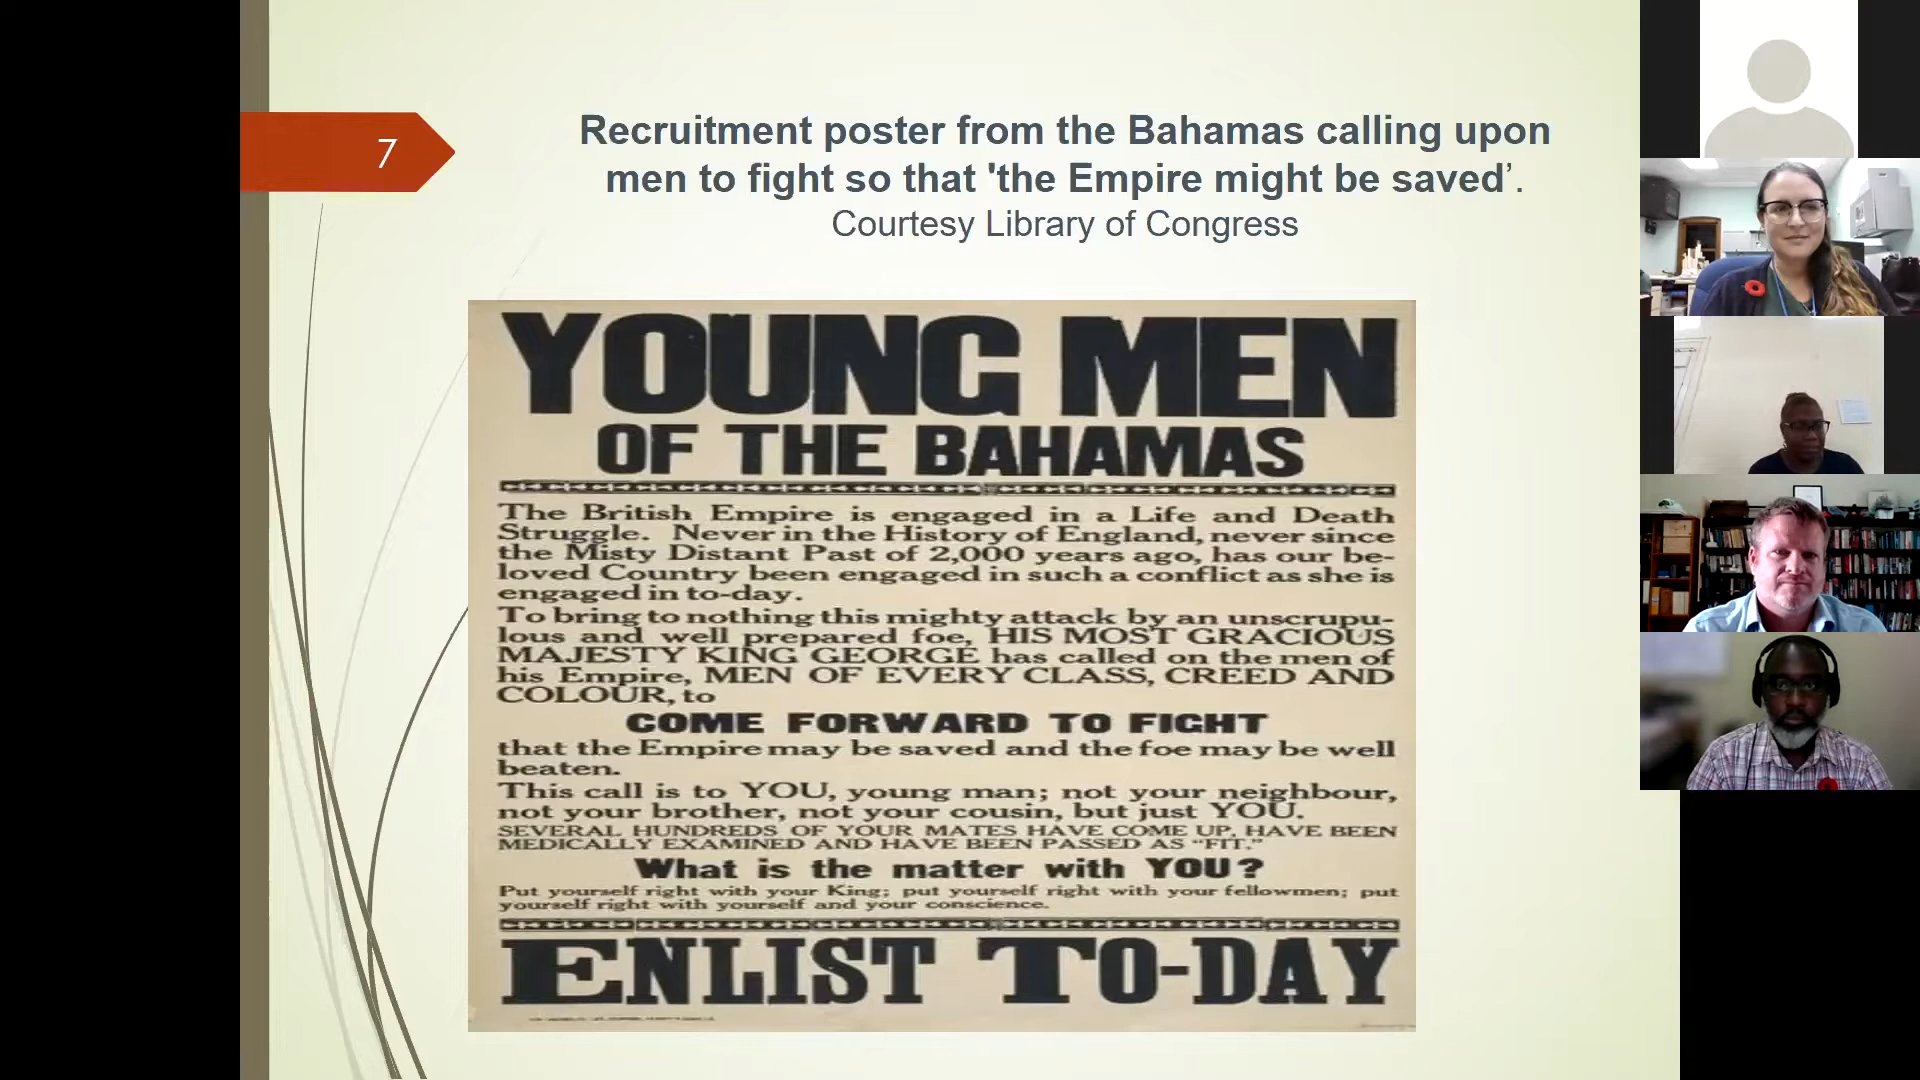 7
Recruitment poster from the Bahamas calling upon
men to fight so that 'the Empire might be saved’.
Courtesy Library of Congress
YOUNG MEN
OF THE BAHAMAS
The British Empire is engaged in a Life and Death
Struggle. Never in the History of England, never since
the Misty Distant Past of 2,000 years ago, has our be-
loved Country been engaged in such a conflict as she is
engaged in to-day.
To bring to nothing this mighty attack by an unscrupu-
lous and well prepared foe, HIS MOST GRACIOUS
MAJESTY KING GEORGE has called on the men of
his Empire, MEN OF EVERY CLASS, CREED AND
COLOUR, to
COME FORWARD TO FIGHT
that the Empire may be saved and the foe may be well
beaten.
This call is to YOU, young man; not your neighbour,
not your brother, not your cousin, but just YOU.
SEVERAL HUNDREDS OF YOUR MATES HAVE COME UP, HAVE BEEN
MEDICALLY EXAMINED AND HAVE BEEN PASSED AS “FIT.”
What is the matter with YOU?
Put yourself right with your King; put yourself right with your fellowmen; put
yourself right with yourself and your conscience.
ENLIST TO-DAY